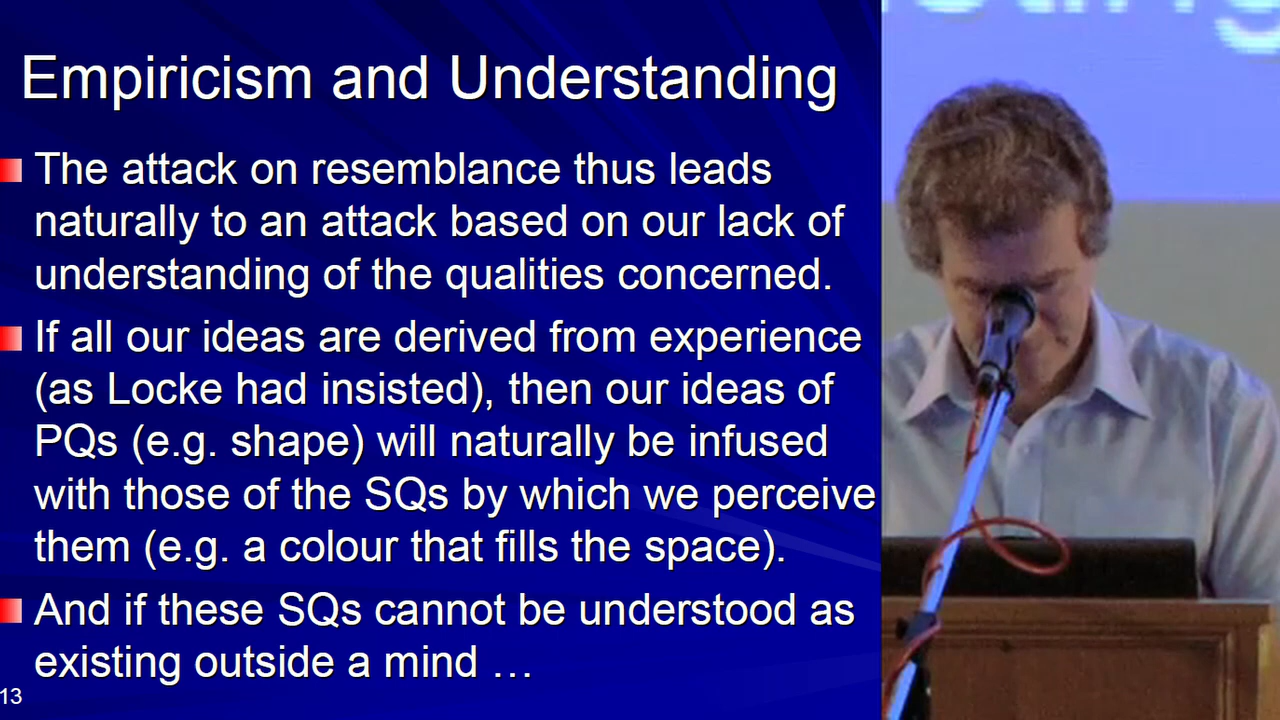 Empiricism and Understanding
The attack on resemblance thus leads
naturally to an attack based on our lack of
understanding of the qualities concerned.
If all our ideas are derived from experience
(as Locke had insisted), then our ideas of
PQs (e.g. shape) will naturally be infused
with those of the SQs by which we perceive
them (e.g. a colour that fills the space).
And if these SQs cannot be understood as
existing outside a mind …
13